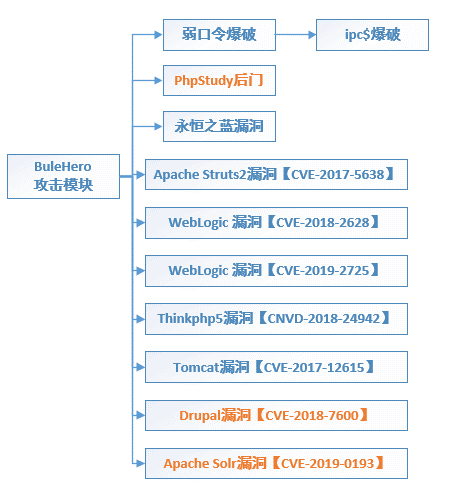 弱口令爆破
ipc$爆破
PhpStudy后门
永恒之蓝漏洞
BuleHero
攻击模块
Apache Struts2漏洞【CVE-2017-5638】
WebLogic 漏洞【CVE-2018-2628】
WebLogic 漏洞【CVE-2019-2725】
Thinkphp5漏洞【CNVD-2018-24942】
Tomcat漏洞【CVE-2017-12615】
Drupal漏洞【CVE-2018-7600】
Apache Solr漏洞【CVE-2019-0193】